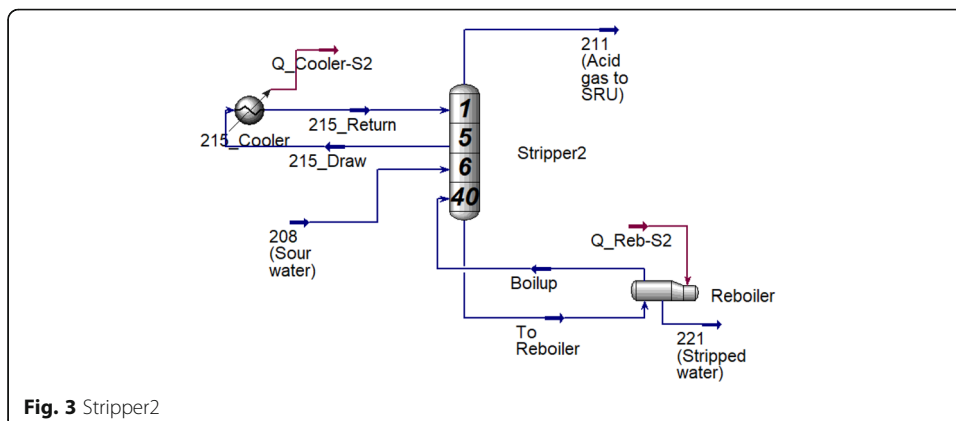 211
(Acid
gas to
SRU)
Q_Cooler-S2
215_Cooler
215_Return
215_Draw
1
5
6
40
Stripper2
208
(Sour
water)
Q_Reb-S2
Boilup
Reboiler
To
Reboiler
221
(Stripped
water)
Fig. 3 Stripper2